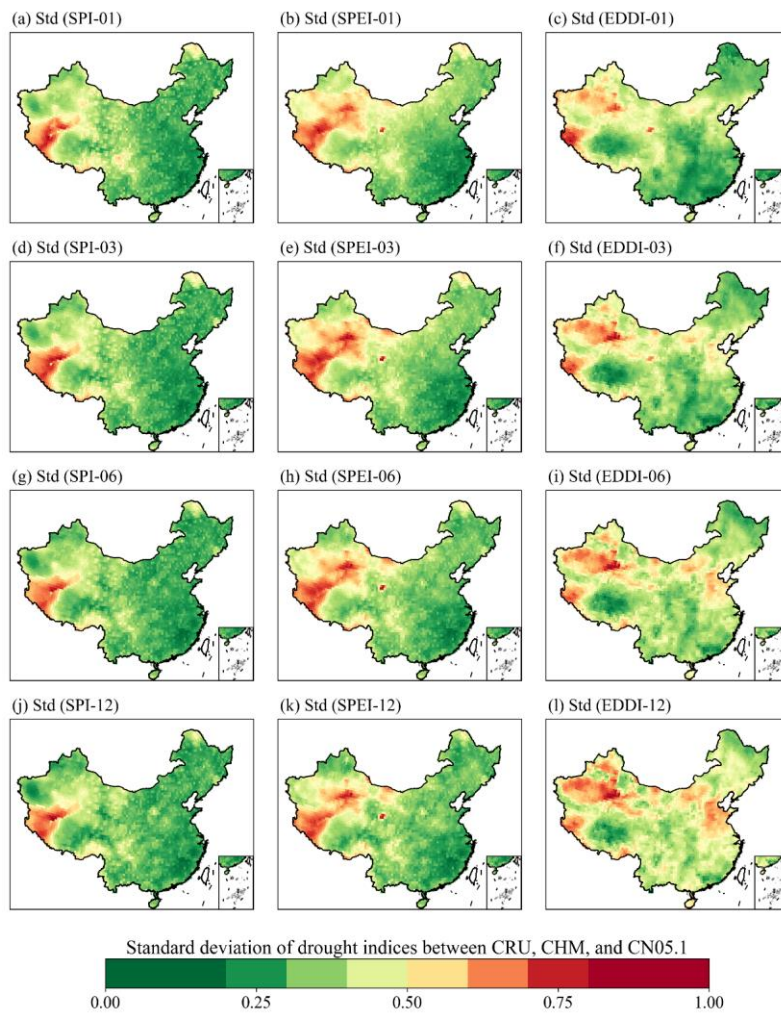 (a) Std (SPI-01)
(b) Std (SPEI-01)
(c) Std (EDDI-01)
(d) Std (SPI-03)
(e) Std (SPEI-03)
(f) Std (EDDI-03)
(g) Std (SPI-06)
(h) Std (SPEI-06)
(i) Std (EDDI-06)
(j) Std (SPI-12)
(k) Std (SPEI-12)
(l) Std (EDDI-12)
Standard deviation of drought indices between CRU, CHM, and CN05.1
0.00 0.25 0.50 0.75 1.00